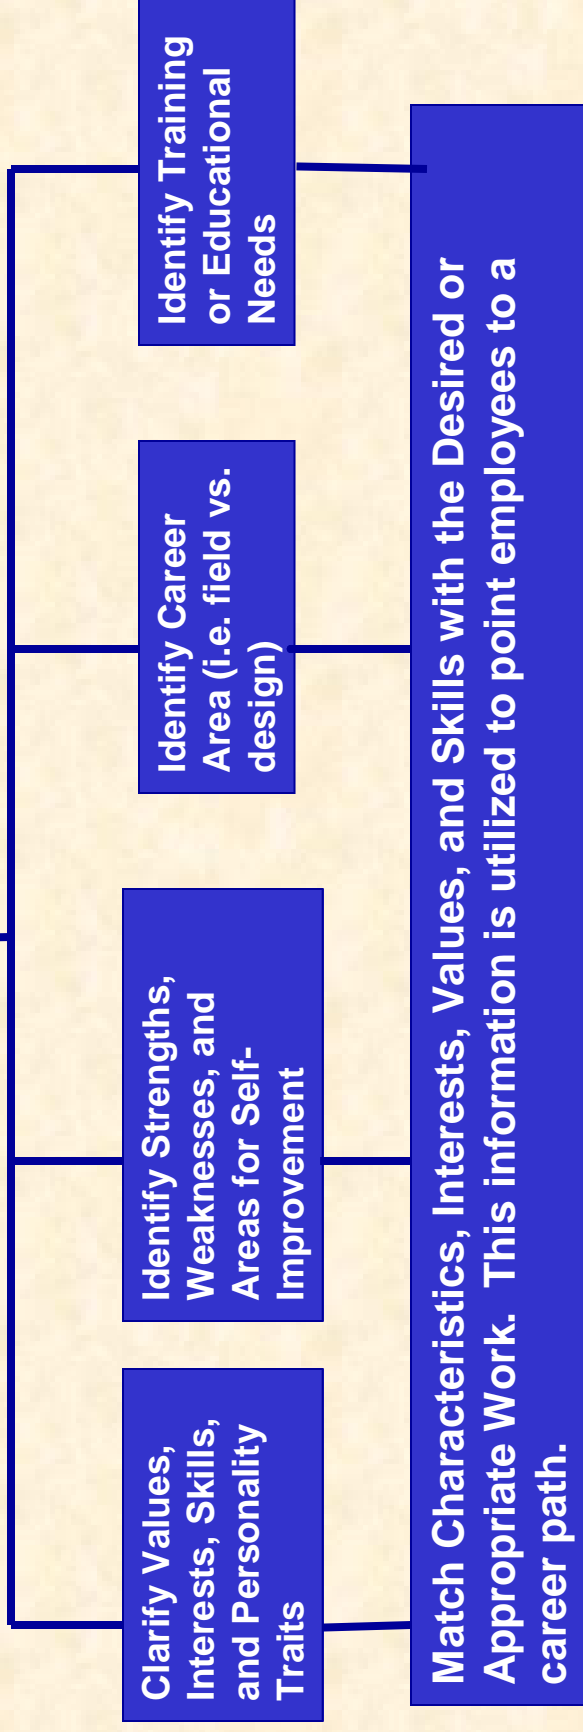 Clarify Values,
Interests, Skills,
and Personality
Traits
Identify Strengths,
Weaknesses, and
Areas for Self-
Improvement
Identify Career
Area (i.e. field vs.
design)
Identify Training
or Educational
Needs
Match Characteristics, Interests, Values, and Skills with the Desired or
Appropriate Work.  This information is utilized to point employees to a
career path.